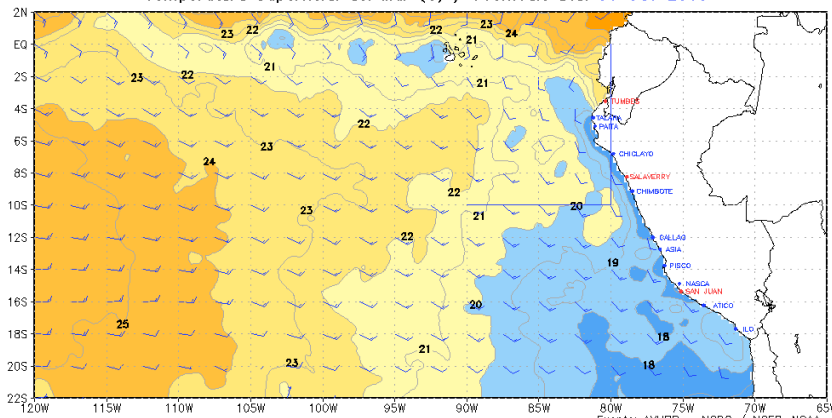 2N
EQ
2S
4S
6S
8S
10S
12S
14S
16S
18S
20S
22S
120W 115W 110W 105W 100W 95W 90W 85W 80W 75W 70W 65W
23 22 22 21 23 24
23 22 21 21
22
23
24
22
23 21 20
22
19
20
25
18
21 18
23
TUMBES
TALARA
PAITA
CHICLAYO
SALAVERRY
CHIMBOTE
CALLAO
ASIA
PISCO
NASCA
SAN JUAN
ATICO
ILO